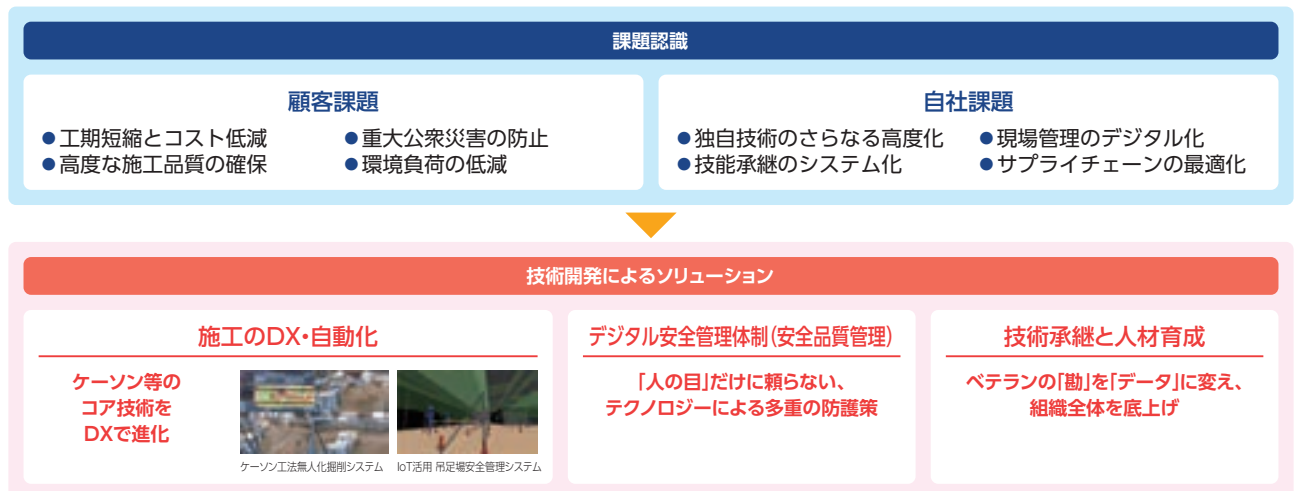 課題認識
顧客課題
●工期短縮とコスト低減
●高度な施工品質の確保
●重大公衆災害の防止
●環境負荷の低減
自社課題
●独自技術のさらなる高度化
●技能承継のシステム化
●現場管理のデジタル化
●サプライチェーンの最適化
技術開発によるソリューション
施工のDX・自動化
ケーソン等の
コア技術を
DXで進化
ケーソン工法無人化掘削システム
IoT活用 吊足場安全管理システム
デジタル安全管理体制(安全品質管理)
「人の目」だけに頼らない、
テクノロジーによる多重の防護策
技術承継と人材育成
ベテランの「勘」を「データ」に変え、
組織全体を底上げ